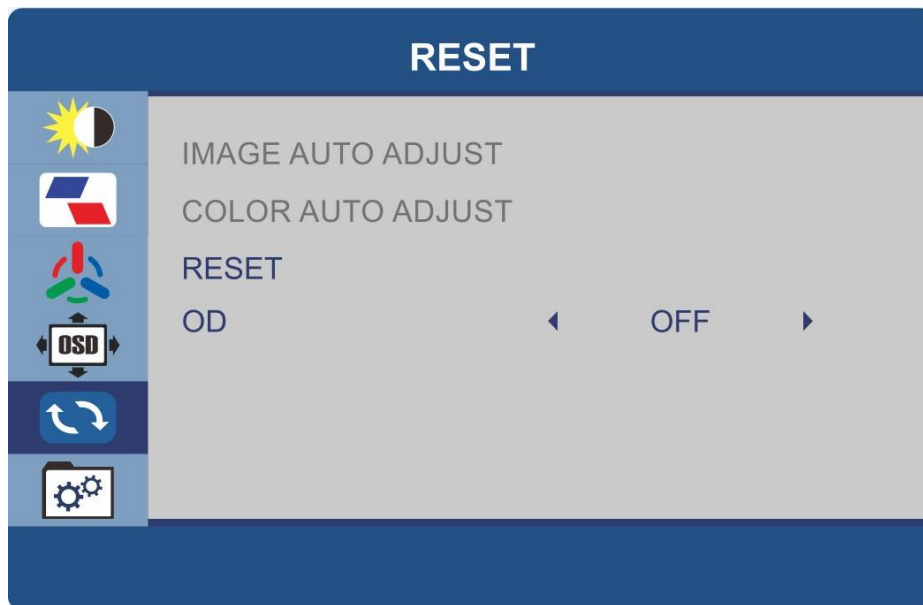 RESET
IMAGE AUTO ADJUST
COLOR AUTO ADJUST
RESET
OD OFF
OSD